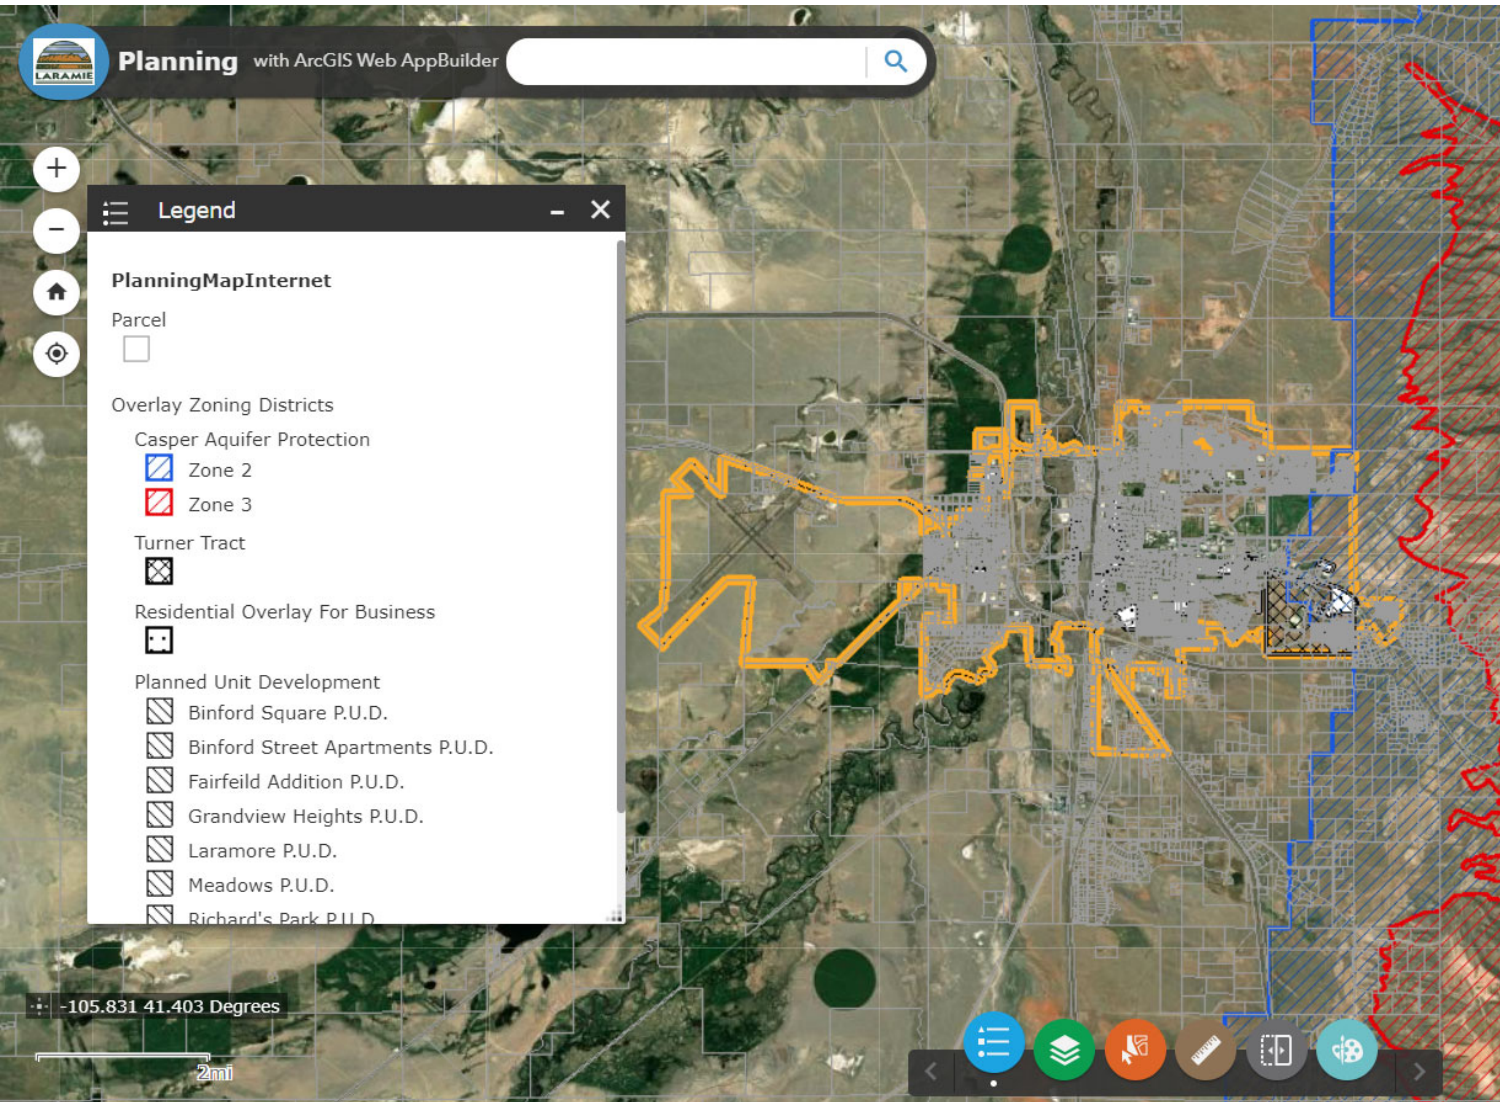 LARAMIE
Planning with ArcGIS Web AppBuilder
Legend
PlanningMapInternet
Parcel
Overlay Zoning Districts
Casper Aquifer Protection
Zone 2
Zone 3
Turner Tract
Residential Overlay For Business
Planned Unit Development
Binford Square P.U.D.
Binford Street Apartments P.U.D.
Fairfeild Addition P.U.D.
Grandview Heights P.U.D.
Laramore P.U.D.
Meadows P.U.D.
Richard's Park P.U.D.
-105.831 41.403 Degrees
2mi